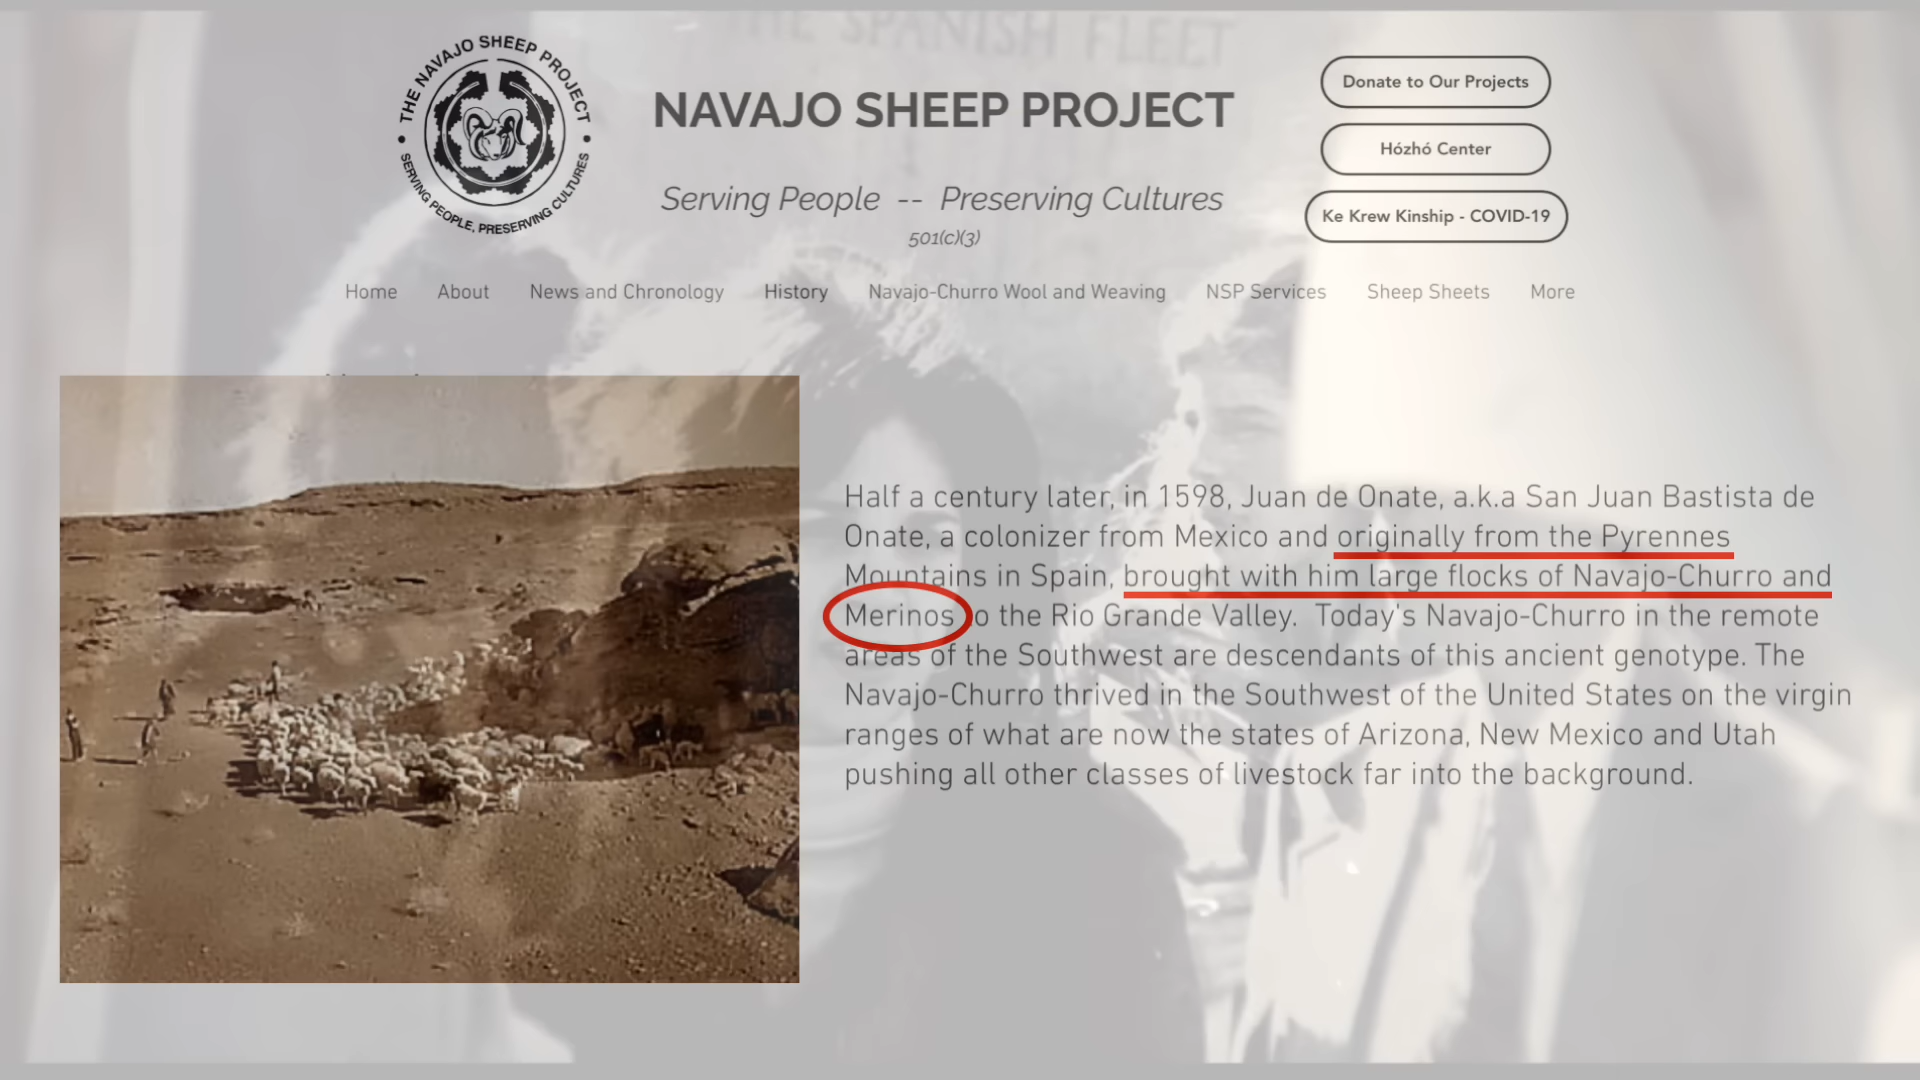 THE SPANISH FLEET
THE NAVAJO SHEEP PROJECT
SERVING PEOPLE, PRESERVING CULTURES
NAVAJO SHEEP PROJECT
Serving People -- Preserving Cultures
501(c)(3)
Donate to Our Projects
Hózhó Center
Ke Krew Kinship - COVID-19
Home About News and Chronology History Navajo-Churro Wool and Weaving NSP Services Sheep Sheets More
Half a century later, in 1598, Juan de Onate, a.k.a San Juan Bastista de
Onate, a colonizer from Mexico and originally from the Pyrennes
Mountains in Spain, brought with him large flocks of Navajo-Churro and
Merinos to the Rio Grande Valley. Today's Navajo-Churro in the remote
areas of the Southwest are descendants of this ancient genotype. The
Navajo-Churro thrived in the Southwest of the United States on the virgin
ranges of what are now the states of Arizona, New Mexico and Utah
pushing all other classes of livestock far into the background.